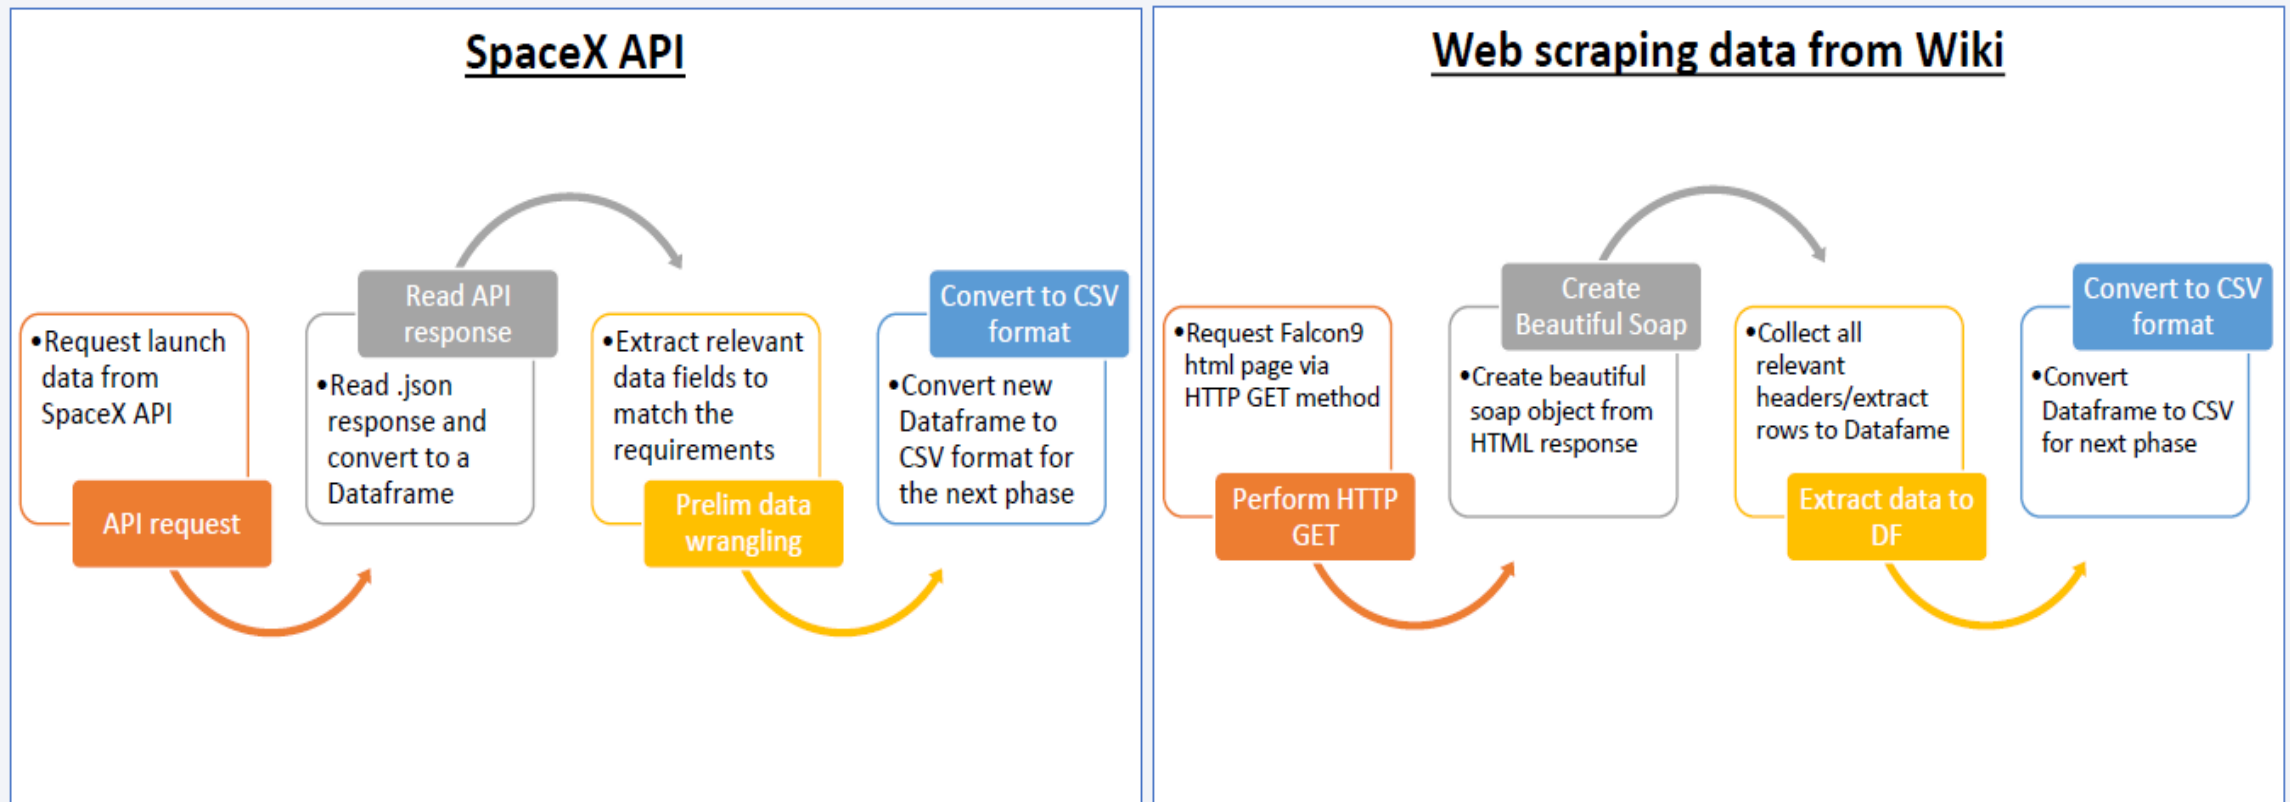 SpaceX API
•Request launch
data from
SpaceX API
API request
Read API
response
•Read .json
response and
convert to a
Dataframe
•Extract relevant
data fields to
match the
requirements
Prelim data
wrangling
Convert to CSV
format
•Convert new
Dataframe to
CSV format for
the next phase
Web scraping data from Wiki
•Request Falcon9
html page via
HTTP GET method
Perform HTTP
GET
Create
Beautiful Soap
•Create beautiful
soap object from
HTML response
•Collect all
relevant
headers/extract
rows to Datafame
Extract data to
DF
Convert to CSV
format
•Convert
Dataframe to CSV
for next phase